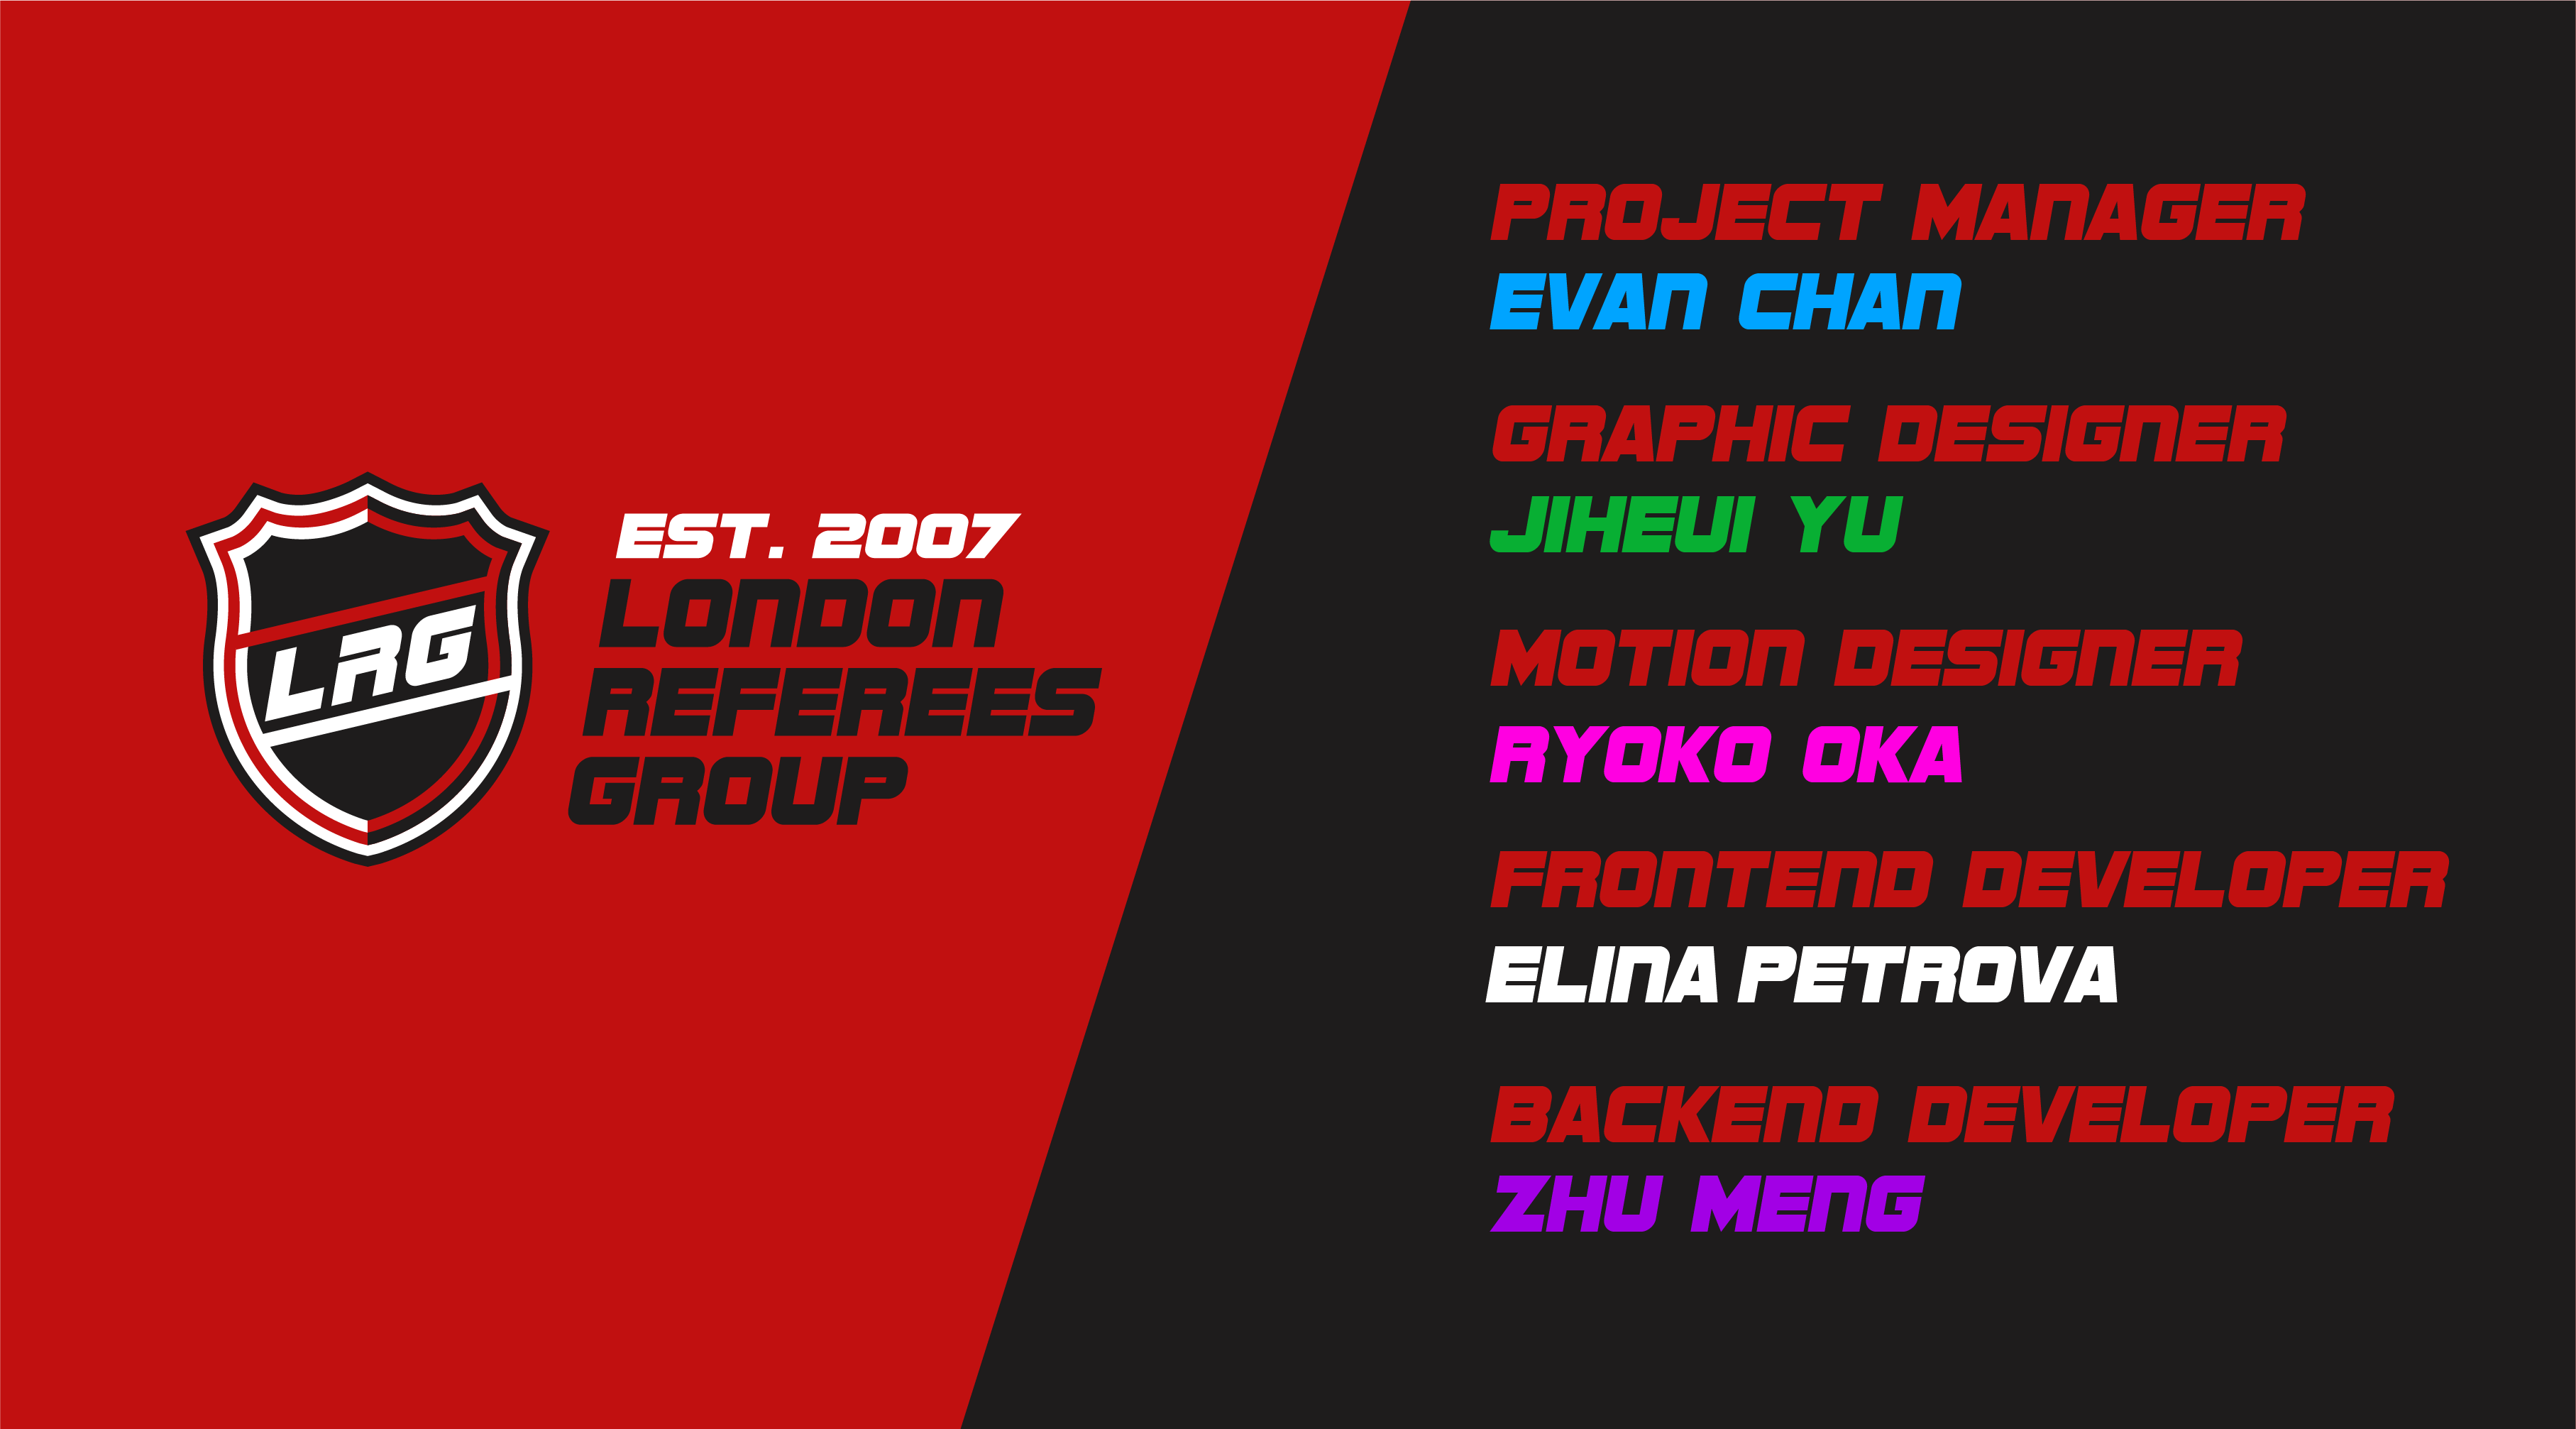 LRG
EST. 2007
LONDON
REFEREES
GROUP
PROJECT MANAGER
EVAN CHAN
GRAPHIC DESIGNER
JIHEUI YU
MOTION DESIGNER
RYOKO OKA
FRONTEND DEVELOPER
ELINA PETROVA
BACKEND DEVELOPER
ZHU MENG